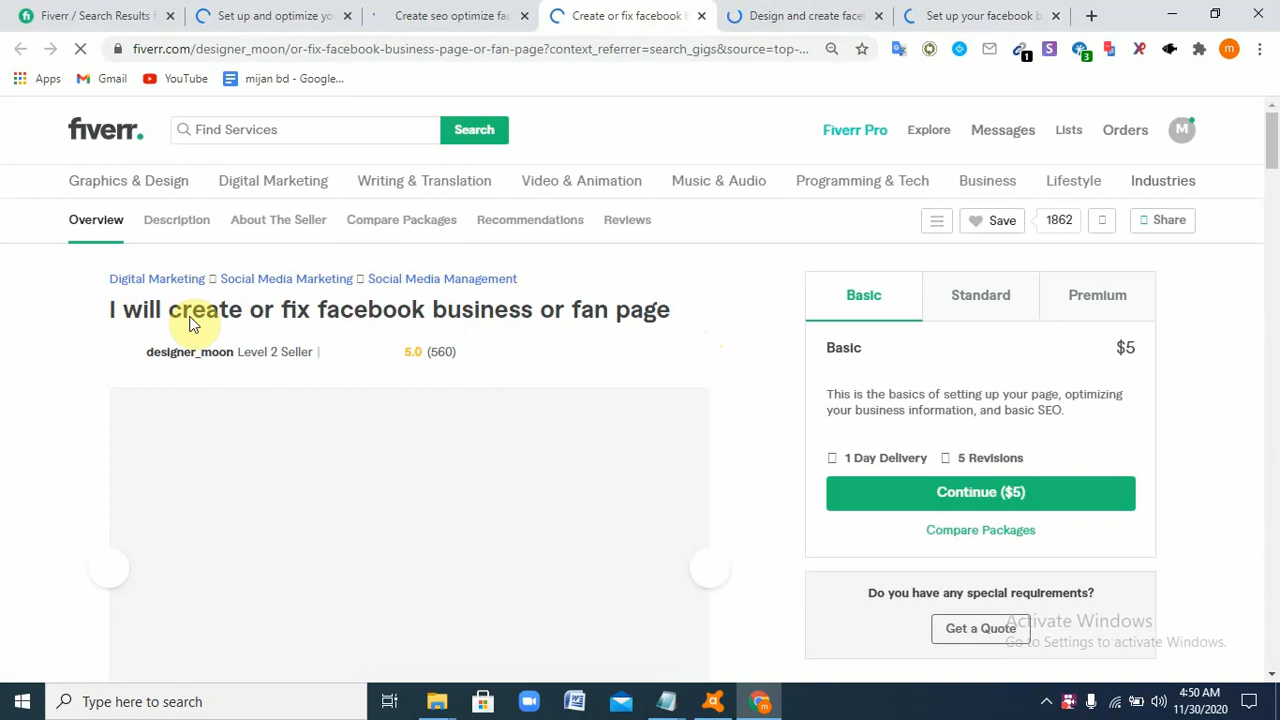 Fiverr / Search Results f
Set up and optimize yo
Create seo optimize fac
Create or fix facebook b
Design and create facel
Set up your facebook b
fiverr.com/designer_moon/or-fix-facebook-business-page-or-fan-page?context_referrer=search_gigs&source=top-...
1
S
3
m
Apps
Gmail
YouTube
mijan bd - Google...
fiverr.
Find Services
Search
Fiverr Pro
Explore
Messages
Lists
Orders
M
Graphics & Design
Digital Marketing
Writing & Translation
Video & Animation
Music & Audio
Programming & Tech
Business
Lifestyle
Industries
Overview
Description
About The Seller
Compare Packages
Recommendations
Reviews
Save
1862
Share
Digital Marketing
Social Media Marketing
Social Media Management
I will create or fix facebook business or fan page
designer_moon Level 2 Seller |
5.0 (560)
Basic
Standard
Premium
Basic
$5
This is the basics of setting up your page, optimizing
your business information, and basic SEO.
1 Day Delivery
5 Revisions
Continue ($5)
Compare Packages
Do you have any special requirements?
Get a Quote
Activate Windows
Go to Settings to activate Windows.
Type here to search
4:50 AM
11/30/2020